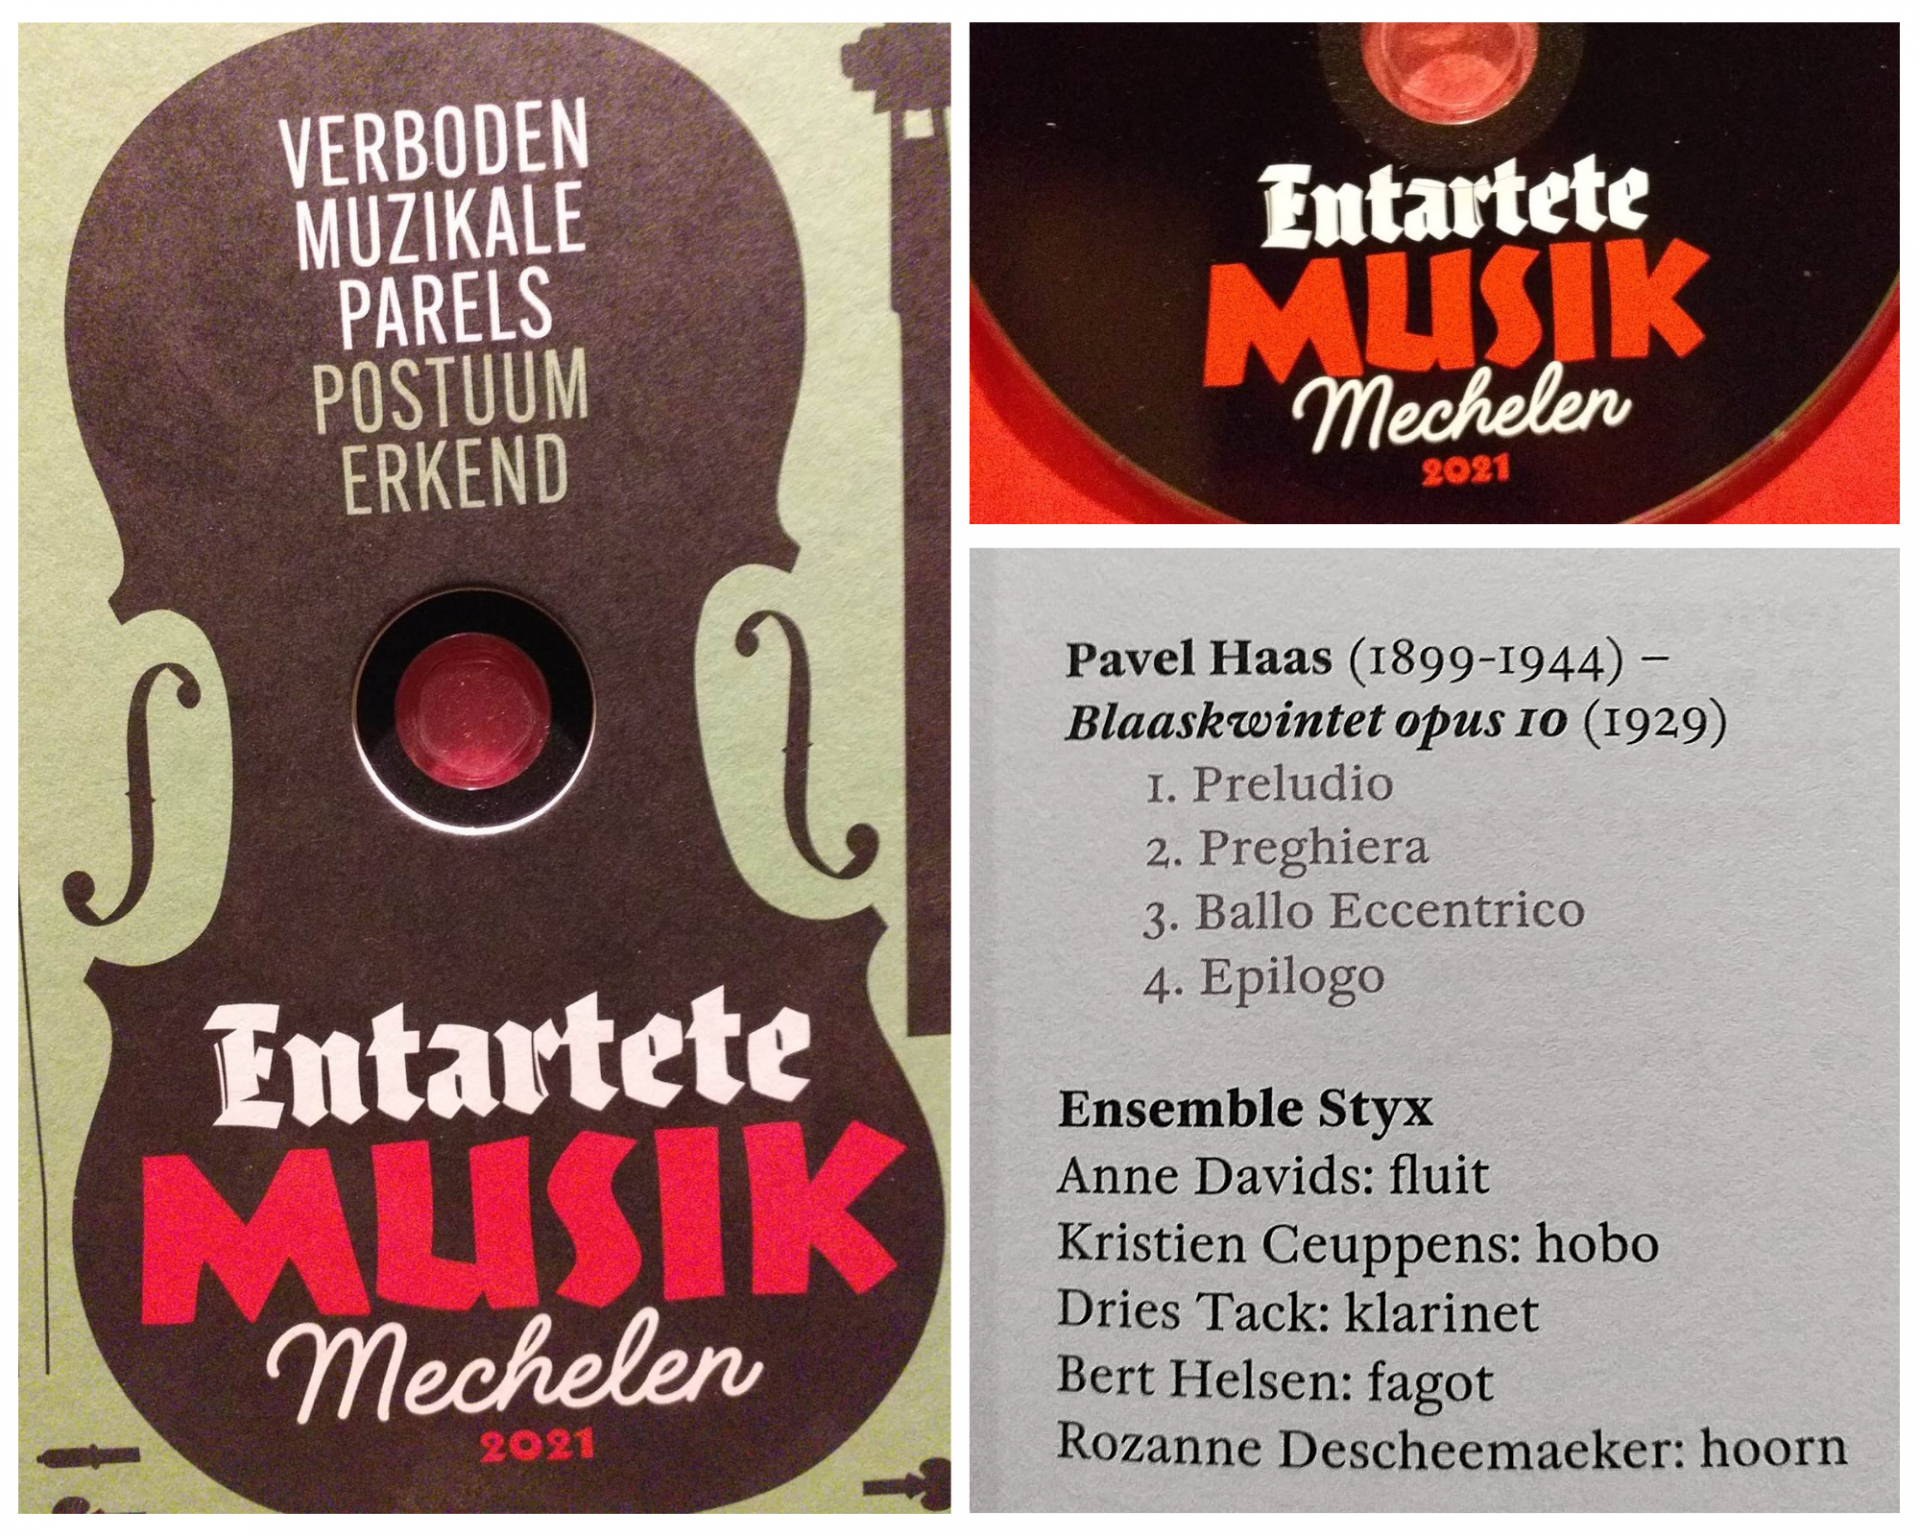 VERBODEN
MUZIKALE
PARELS
POSTUUM
ERKEND
Entartete
MUSIK
Mechelen
2021
Entartete
MUSIK
Mechelen
2021
Pavel Haas (1899-1944) –
Blaaskwintet opus 10 (1929)
1. Preludio
2. Preghiera
3. Ballo Eccentrico
4. Epilogo
Ensemble Styx
Anne Davids: fluit
Kristien Ceuppens: hobo
Dries Tack: klarinet
Bert Helsen: fagot
Rozanne Descheemaeker: hoorn